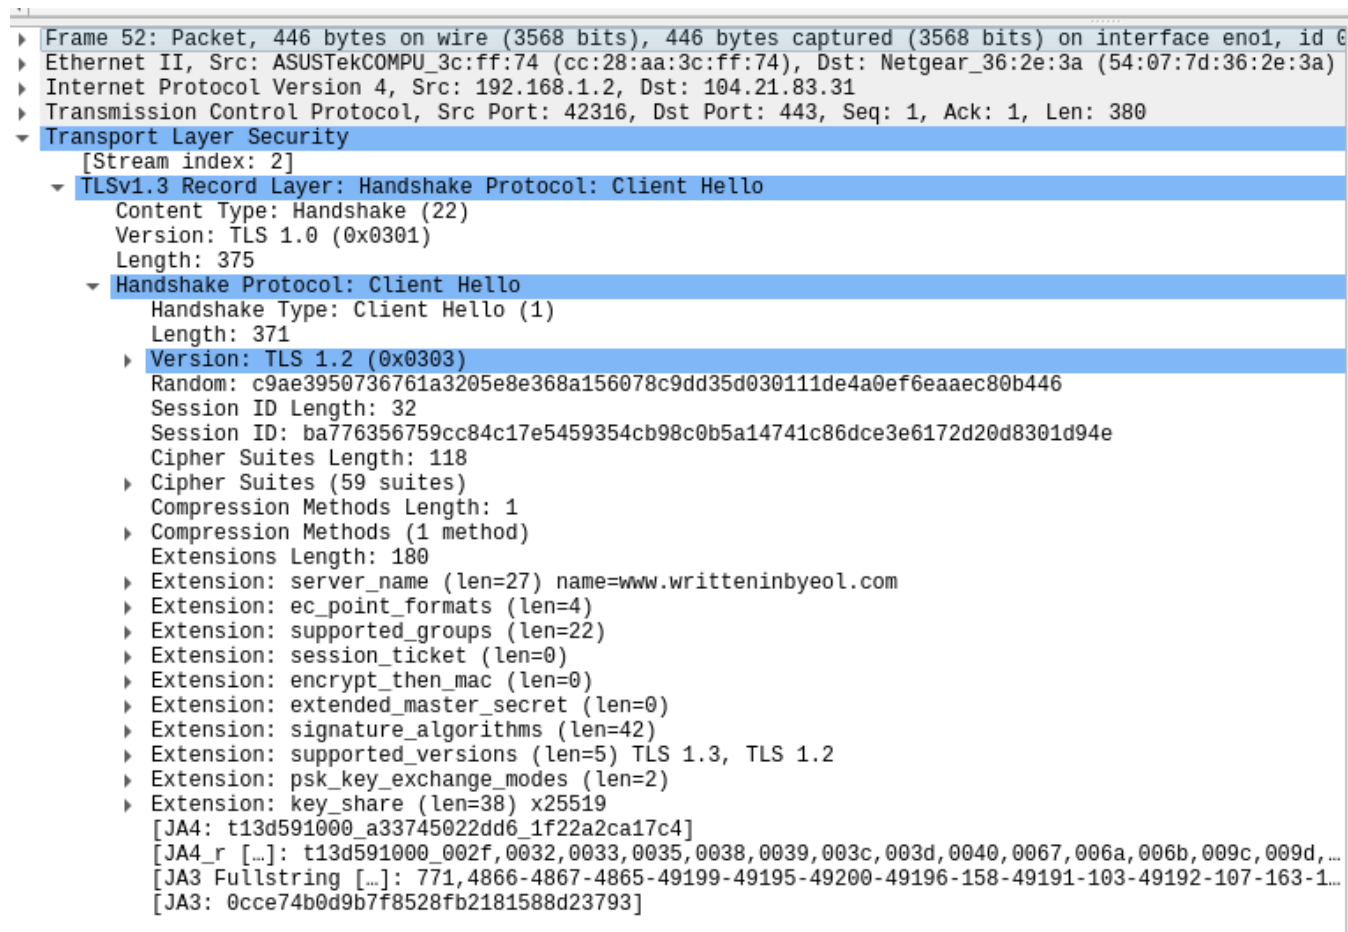 Frame 52: Packet, 446 bytes on wire (3568 bits), 446 bytes captured (3568 bits) on interface eno1, id
Ethernet II, Src: ASUSTekCOMPU_3c:ff:74 (cc:28:aa:3c:ff:74), Dst: Netgear_36:2e:3a (54:07:7d:36:2e:3a)
Internet Protocol Version 4, Src: 192.168.1.2, Dst: 104.21.83.31
Transmission Control Protocol, Src Port: 42316, Dst Port: 443, Seq: 1, Ack: 1, Len: 380
Transport Layer Security
[Stream index: 2]
TLSv1.3 Record Layer: Handshake Protocol: Client Hello
Content Type: Handshake (22)
Version: TLS 1.0 (0x0301)
Length: 375
Handshake Protocol: Client Hello
Handshake Type: Client Hello (1)
Length: 371
Version: TLS 1.2 (0x0303)
Random: c9ae3950736761a3205e8e368a156078c9dd35d030111de4a0ef6eaaec80b446
Session ID Length: 32
Session ID: ba776356759cc84c17e5459354cb98c0b5a14741c86dce3e6172d20d8301d94e
Cipher Suites Length: 118
Cipher Suites (59 suites)
Compression Methods Length: 1
Compression Methods (1 method)
Extensions Length: 180
Extension: server_name (len=27) name=www.writteninbyeol.com
Extension: ec_point_formats (len=4)
Extension: supported_groups (len=22)
Extension: session_ticket (len=0)
Extension: encrypt_then_mac (len=0)
Extension: extended_master_secret (len=0)
Extension: signature_algorithms (len=42)
Extension: supported_versions (len=5) TLS 1.3, TLS 1.2
Extension: psk_key_exchange_modes (len=2)
Extension: key_share (len=38) x25519
[JA4: t13d591000_a33745022dd6_1f22a2ca17c4]
[JA4_r […]: t13d591000_002f,0032,0033,0035,0038,0039,003c,003d,0040,0067,006a,006b,009c,009d,…
[JA3 Fullstring […]: 771,4866-4867-4865-49199-49195-49200-49196-158-49191-103-49192-107-163-1…
[JA3: 0cce74b0d9b7f8528fb2181588d23793]